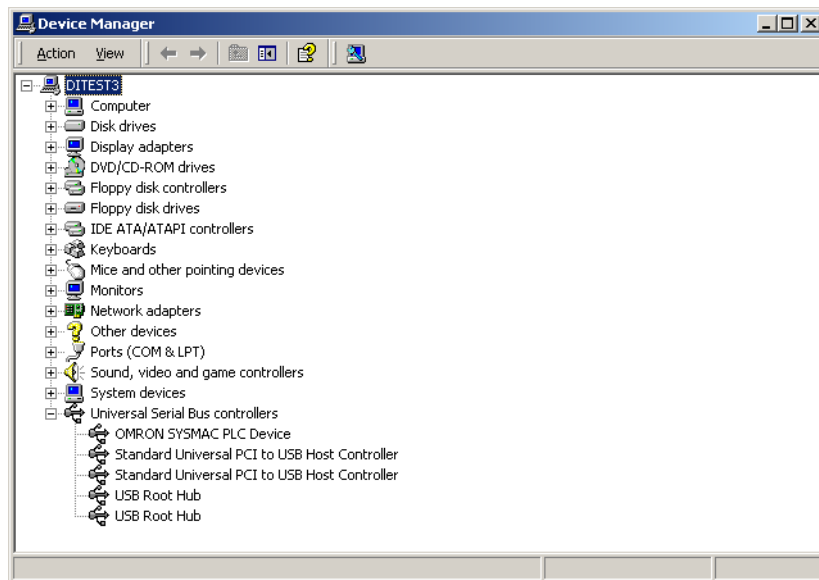 Device Manager
Action View
DITEST3
Computer
Disk drives
Display adapters
DVD/CD-ROM drives
Floppy disk controllers
Floppy disk drives
IDE ATA/ATAPI controllers
Keyboards
Mice and other pointing devices
Monitors
Network adapters
Other devices
Ports (COM & LPT)
Sound, video and game controllers
System devices
Universal Serial Bus controllers
OMRON SYSMAC PLC Device
Standard Universal PCI to USB Host Controller
Standard Universal PCI to USB Host Controller
USB Root Hub
USB Root Hub